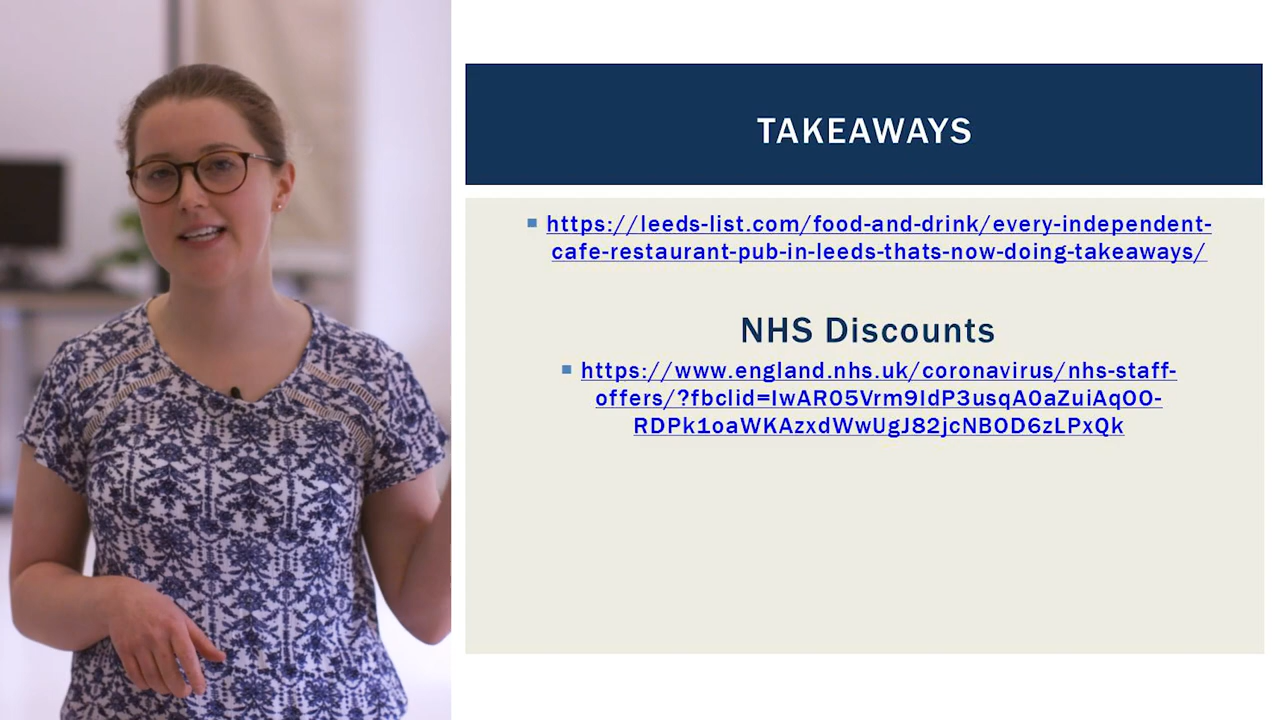 TAKEAWAYS
https://leeds-list.com/food-and-drink/every-independent-
cafe-restaurant-pub-in-leeds-thats-now-doing-takeaways/
NHS Discounts
https://www.england.nhs.uk/coronavirus/nhs-staff-
offers/?fbclid=IwAR05Vrm9IdP3usqA0aZuiAqOO-
RDPk1oaWKAzxdWwUgJ82jcNBOD6zLPxQk